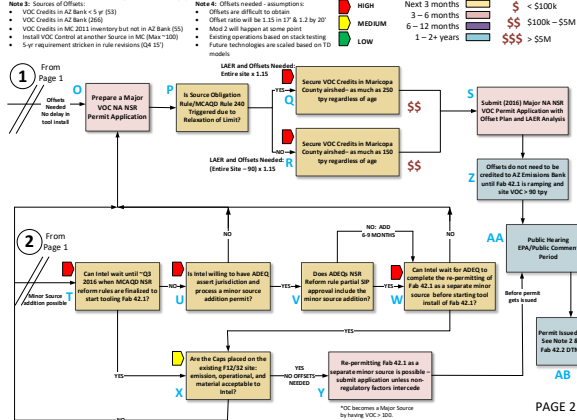 Note 3: Sources of Offsets:
• VOC Credits in AZ Bank < 5 yr (53)
• VOC Credits in AZ Bank (266)
• VOC Credits in MC 2011 inventory but not in AZ Bank (55)
• Install VOC Control at another Source in MC (Max ~100)
• 5-yr requirement stricken in rule revisions (Q4 15')
Note 4: Offsets needed - assumptions:
• Offsets are difficult to obtain
• Offset ratio will be 1.15 in 17' & 1.2 by 20'
• Mod 2 will happen at some point
• Existing operations based on stack testing
• Future technologies are scaled based on TD
models
HIGH
MEDIUM
LOW
Next 3 months
3 – 6 months
6 – 12 months
1 – 2+ years
$ < $100k
$$ $100k – $5M
$$$ > $5M
1
From
Page 1
Offsets
Needed
No delay in
tool install
O
Prepare a Major
VOC NA NSR
Permit Application
P
Is Source Obligation
Rule/MCAQD Rule 240
Triggered due to
Relaxation of Limit?
LAER and Offsets Needed:
Entire site x 1.15
YES
Q
Secure VOC Credits in Maricopa
County airshed– as much as 250
tpy regardless of age
$$
NO
R
LAER and Offsets Needed:
(Entire Site – 90) x 1.15
Secure VOC Credits in Maricopa
County airshed– as much as 150
tpy regardless of age
$$
S
Submit (2016) Major NA NSR
VOC Permit Application with
Offset Plan and LAER Analysis
Z
Offsets do not need to be
credited to AZ Emissions Bank
until Fab 42.1 is ramping and
site VOC > 90 tpy
AA
Public Hearing
EPA/Public Comment
Period
Before permit
gets issued
Permit Issued
See Note 2 &
Fab 42.2 DTM
AB
2
From
Page 1
Minor Source
addition possible
T
Can Intel wait until ~Q3
2016 when MCAQD NSR
reform rules are finalized to
start tooling Fab 42.1?
NO
NO
U
Is Intel willing to have ADEQ
assert jurisdiction and
process a minor source
addition permit?
YES
V
Does ADEQs NSR
Reform rule partial SIP
approval include the
minor source addition?
NO: ADD
6-9 MONTHS
YES
W
NO
Can Intel wait for ADEQ to
complete the re-permitting of
Fab 42.1 as a separate minor
source before starting tool
install of Fab 42.1?
YES
YES
X
Are the Caps placed on the
existing F12/32 site:
emission, operational, and
material acceptable to
Intel?
YES
NO OFFSETS
NEEDED
Y
Re-permitting Fab 42.1 as a
separate minor source is possible –
submit application unless non-
regulatory factors intercede
NO
*OC becomes a Major Source
by having VOC > 100.
PAGE 2